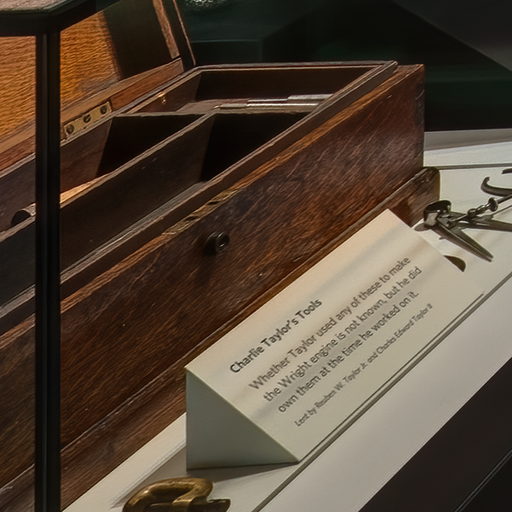 Charlie Taylor's Tools
Whether Taylor used any of these to make
the Wright engine is not known, but he did
own them at the time he worked on it.
Lent by Reuben W. Taylor Jr. and Charles Edward Taylor II